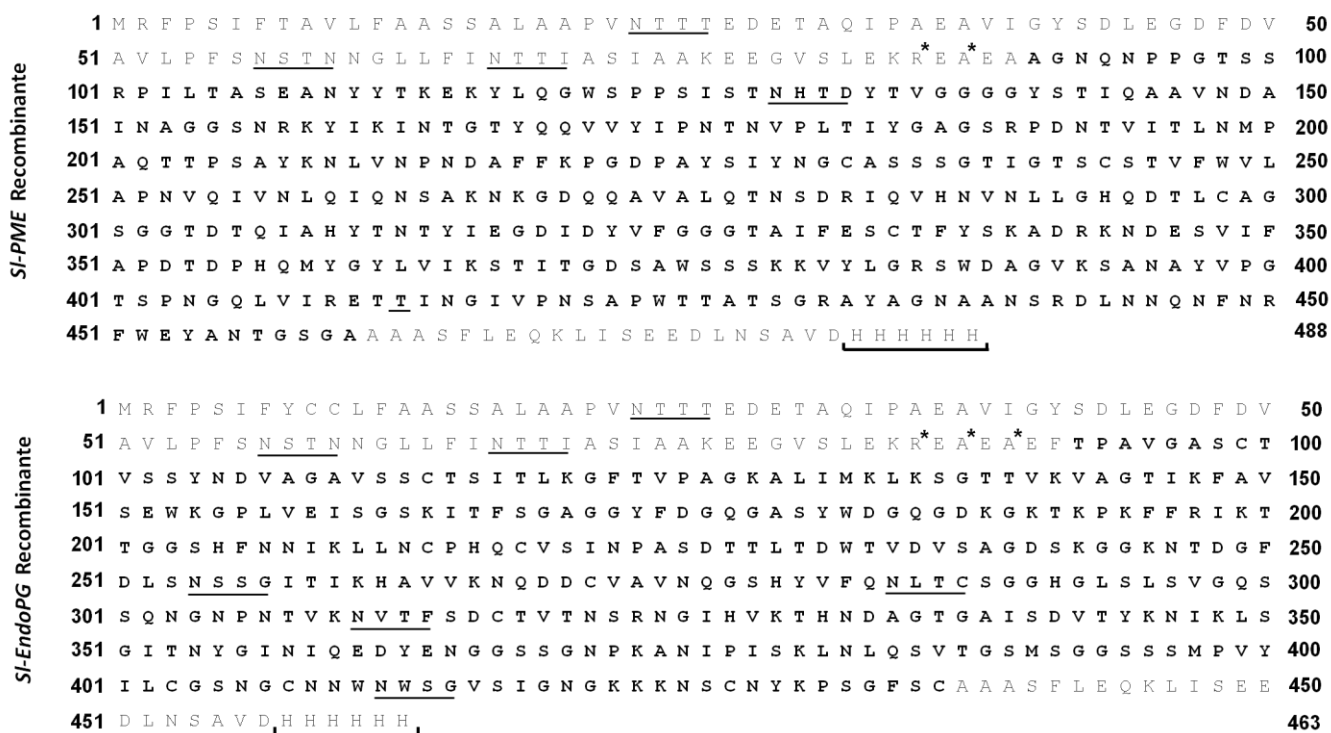 Sl-PME Recombinante
1 M R F P S I F T A V L F A A S S A L A A P V N T T T E D E T A Q I P A E A V I G Y S D L E G D F D V 50
51 A V L P F S N S T N N G L L F I N T T I A S I A A K E E G V S L E K R * E A * E A A G N Q N P P G T S S 100
101 R P I L T A S E A N Y Y T K E K Y L Q G W S P P S I S T N H T D Y T V G G G G Y S T I Q A A V N D A 150
151 I N A G G S N R K Y I K I N T G T Y Q Q V V Y I P N T N V P L T I Y G A G S R P D N T V I T L N M P 200
201 A Q T T P S A Y K N L V N P N D A F F K P G D P A Y S I Y N G C A S S S G T I G T S C S T V F W V L 250
251 A P N V Q I V N L Q I Q N S A K N K G D Q Q A V A L Q T N S D R I Q V H N V N L L G H Q D T L C A G 300
301 S G G T D T Q I A H Y T N T Y I E G D I D Y V F G G G T A I F E S C T F Y S K A D R K N D E S V I F 350
351 A P D T D P H Q M Y G Y L V I K S T I T G D S A W S S S K K V Y L G R S W D A G V K S A N A Y V P G 400
401 T S P N G Q L V I R E T T I N G I V P N S A P W T T A T S G R A Y A G N A A N S R D L N N Q N F N R 450
451 F W E Y A N T G S G A A A A S F L E Q K L I S E E D L N S A V D H H H H H H 488
Sl-EndoPG Recombinante
1 M R F P S I F Y C C L F A A S S A L A A P V N T T T E D E T A Q I P A E A V I G Y S D L E G D F D V 50
51 A V L P F S N S T N N G L L F I N T T I A S I A A K E E G V S L E K R * E A * E A * E F T P A V G A S C T 100
101 V S S Y N D V A G A V S S C T S I T L K G F T V P A G K A L I M K L K S G T T V K V A G T I K F A V 150
151 S E W K G P L V E I S G S K I T F S G A G G Y F D G Q G A S Y W D G Q G D K G K T K P K F F R I K T 200
201 T G G S H F N N I K L L N C P H Q C V S I N P A S D T T L T D W T V D V S A G D S K G G K N T D G F 250
251 D L S N S S G I T I K H A V V K N Q D D C V A V N Q G S H Y V F Q N L T C S G G H G L S L S V G Q S 300
301 S Q N G N P N T V K N V T F S D C T V T N S R N G I H V K T H N D A G T G A I S D V T Y K N I K L S 350
351 G I T N Y G I N I Q E D Y E N G G S S G N P K A N I P I S K L N L Q S V T G S M S G G S S S M P V Y 400
401 I L C G S N G C N N W N W S G V S I G N G K K K N S C N Y K P S G F S C A A A S F L E Q K L I S E E 450
451 D L N S A V D H H H H H H 463